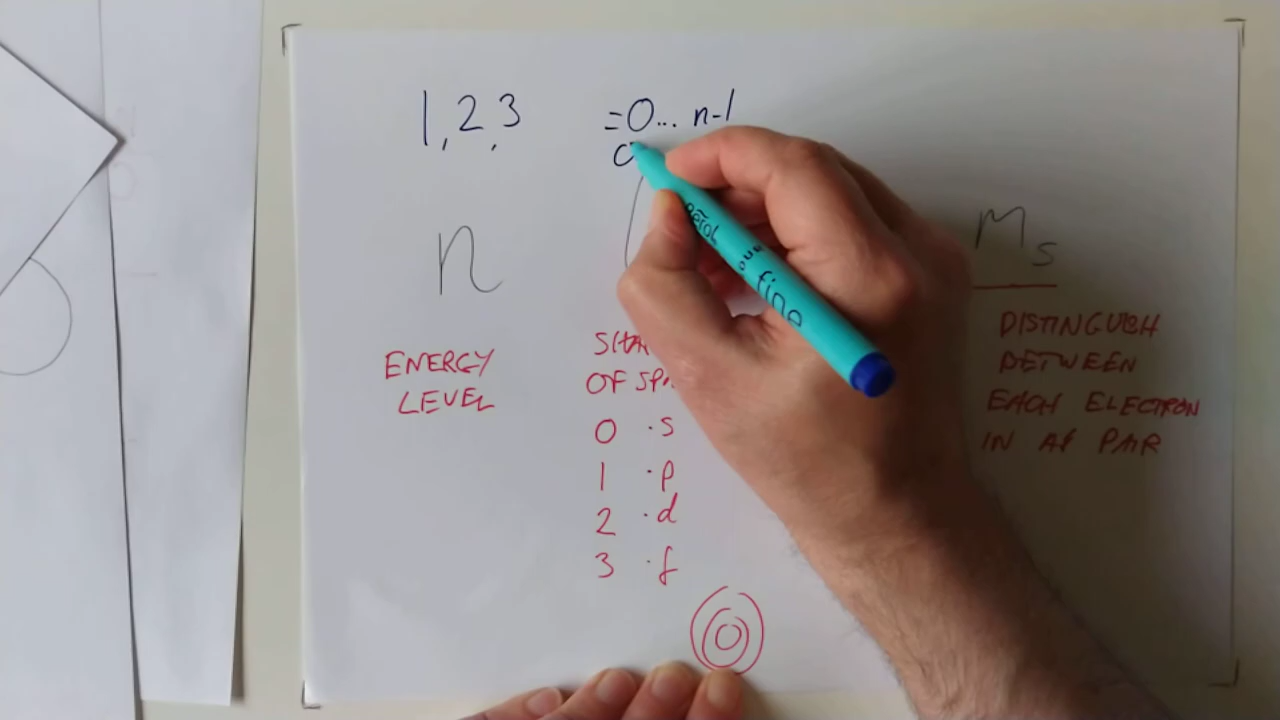 1, 2, 3
=0... n-1
0
n
l
ms
ENERGY
LEVEL
OF
0 · s
1 · p
2 · d
3 · f
DISTINGUISH
BETWEEN
EACH ELECTRON
IN A PAIR
fine